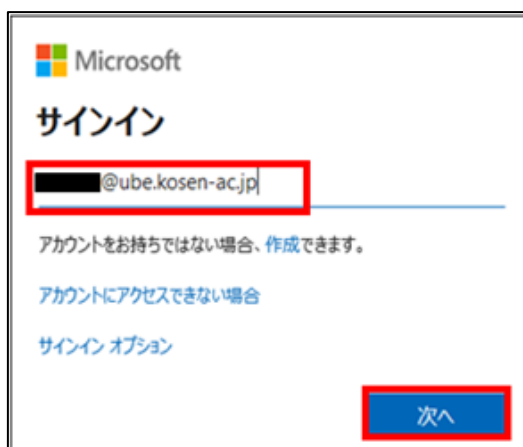 Microsoft
サインイン
@ube.kosen-ac.jp
アカウントをお持ちではない場合、作成できます。
アカウントにアクセスできない場合
サインイン オプション
次へ